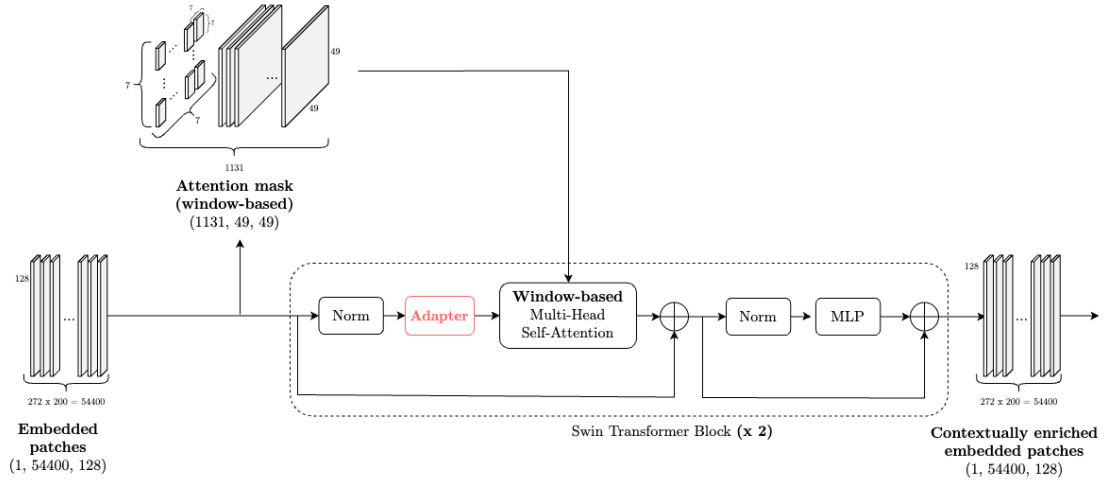 7
7
7
7
49
49
...
1131
Attention mask
(window-based)
(1131, 49, 49)
128
...
272 x 200 = 54400
Embedded
patches
(1, 54400, 128)
Norm
Adapter
Window-based
Multi-Head
Self-Attention
Norm
MLP
Swin Transformer Block (x 2)
128
...
272 x 200 = 54400
Contextually enriched
embedded patches
(1, 54400, 128)